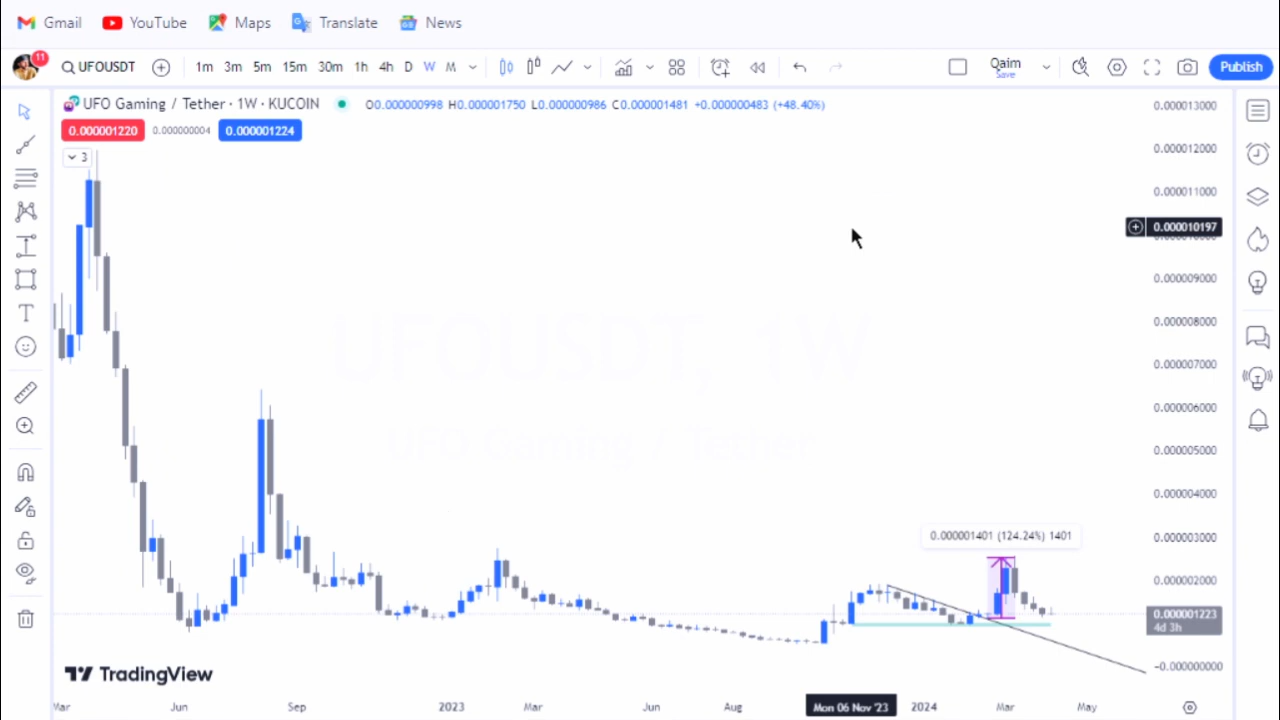 Gmail YouTube Maps Translate News
11 UFOUSDT 1m 3m 5m 15m 30m 1h 4h D W M Qaim Save Publish
UFO Gaming / Tether · 1W · KUCOIN O0.000000998 H0.000001750 L0.000000986 C0.000001481 +0.000000483 (+48.40%)
0.000001220 0.000000004 0.000001224
3
0.000013000
0.000012000
0.000011000
0.000010197
0.000009000
0.000008000
UFOUSDT, 1W
0.000007000
0.000006000
UFO Gaming / Tether
0.000005000
0.000004000
0.000001401 (124.24%) 1401
0.000003000
0.000002000
0.000001223
4d 3h
−0.000000000
TradingView
Mar Jun Sep 2023 Mar Jun Aug Mon 06 Nov '23 2024 Mar May